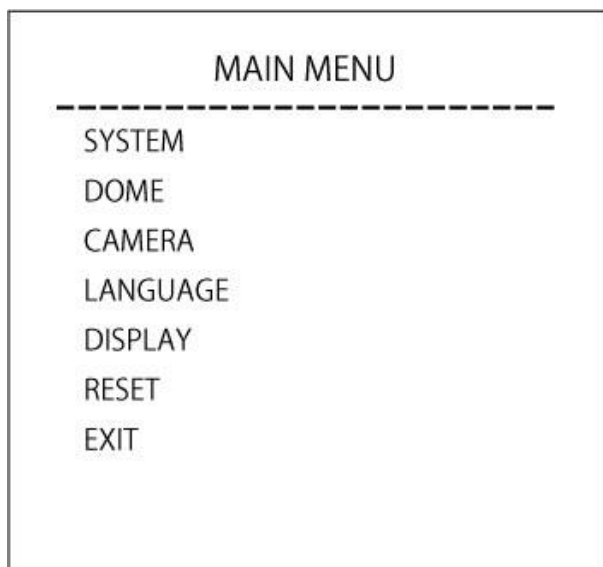 MAIN MENU
SYSTEM
DOME
CAMERA
LANGUAGE
DISPLAY
RESET
EXIT